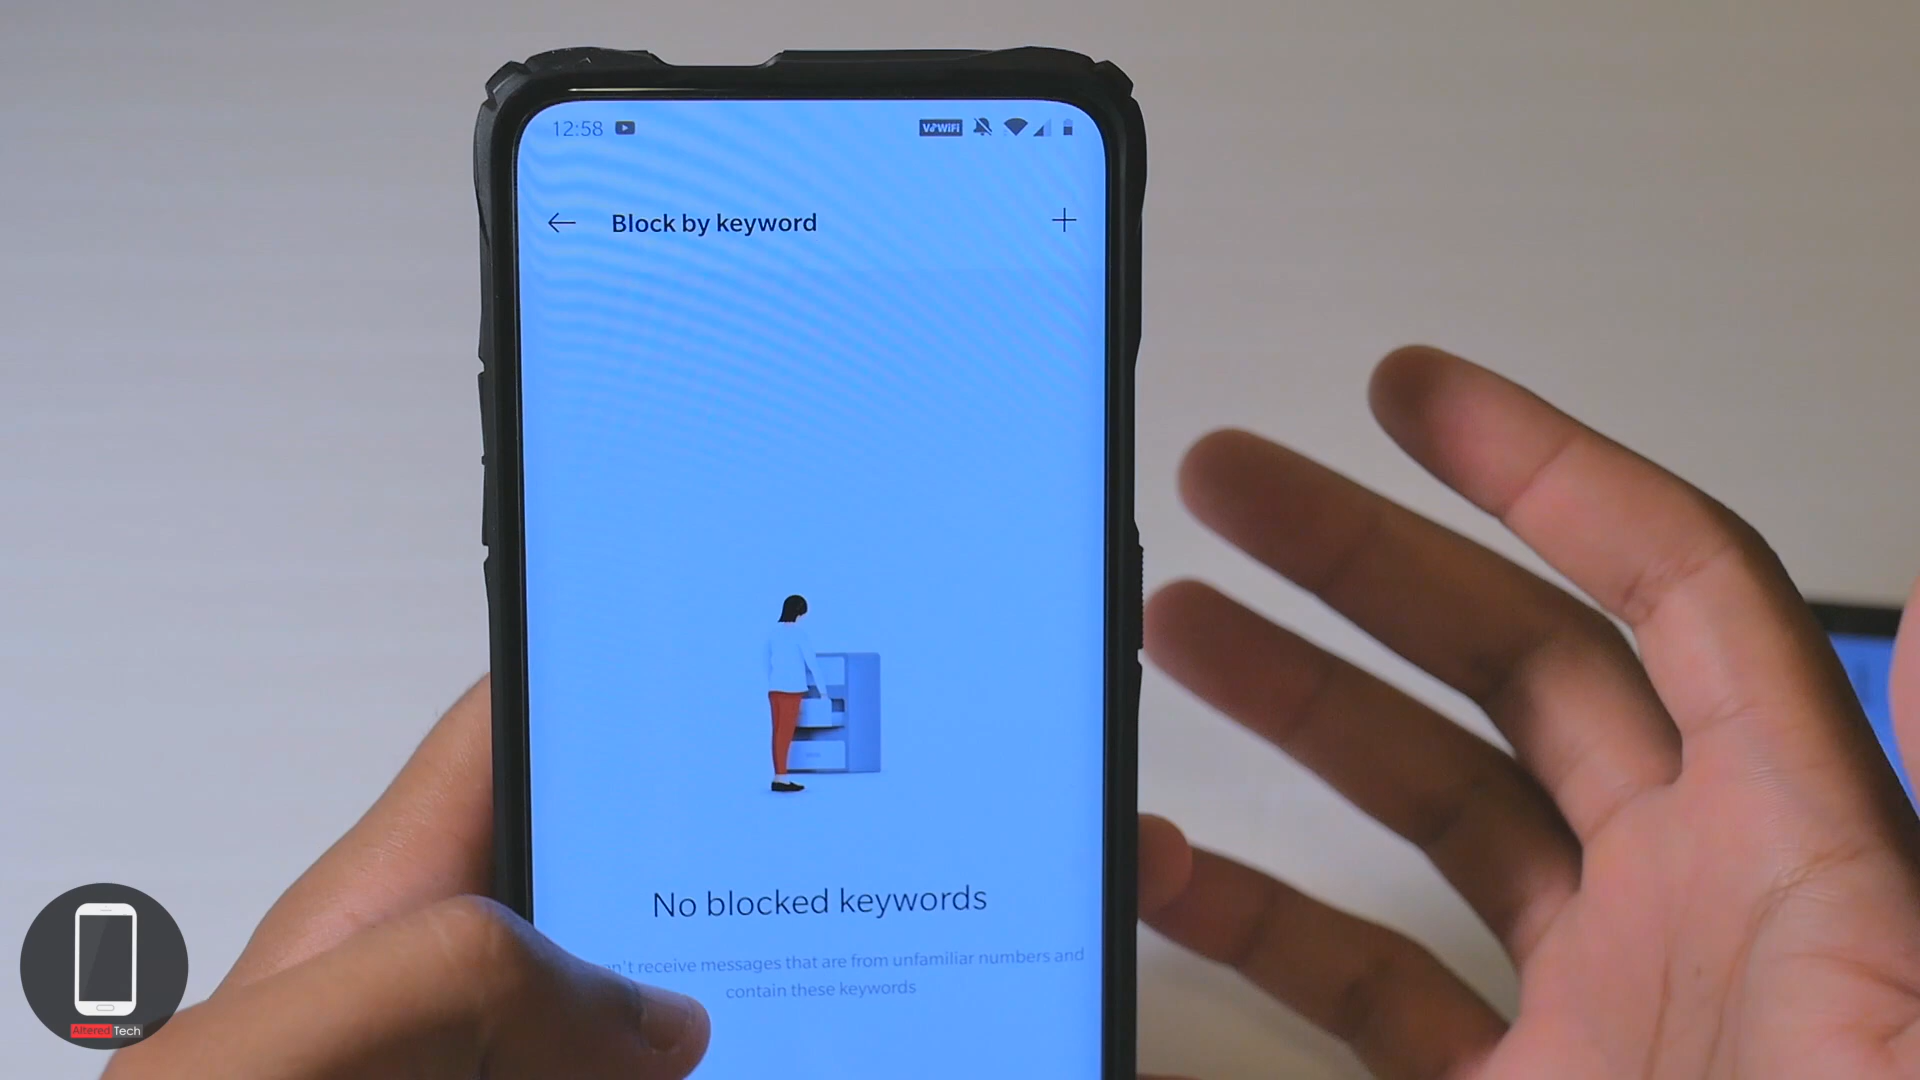 12:58
VoWiFi
Block by keyword
No blocked keywords
receive messages that are from unfamiliar numbers and
contain these keywords
Altered Tech